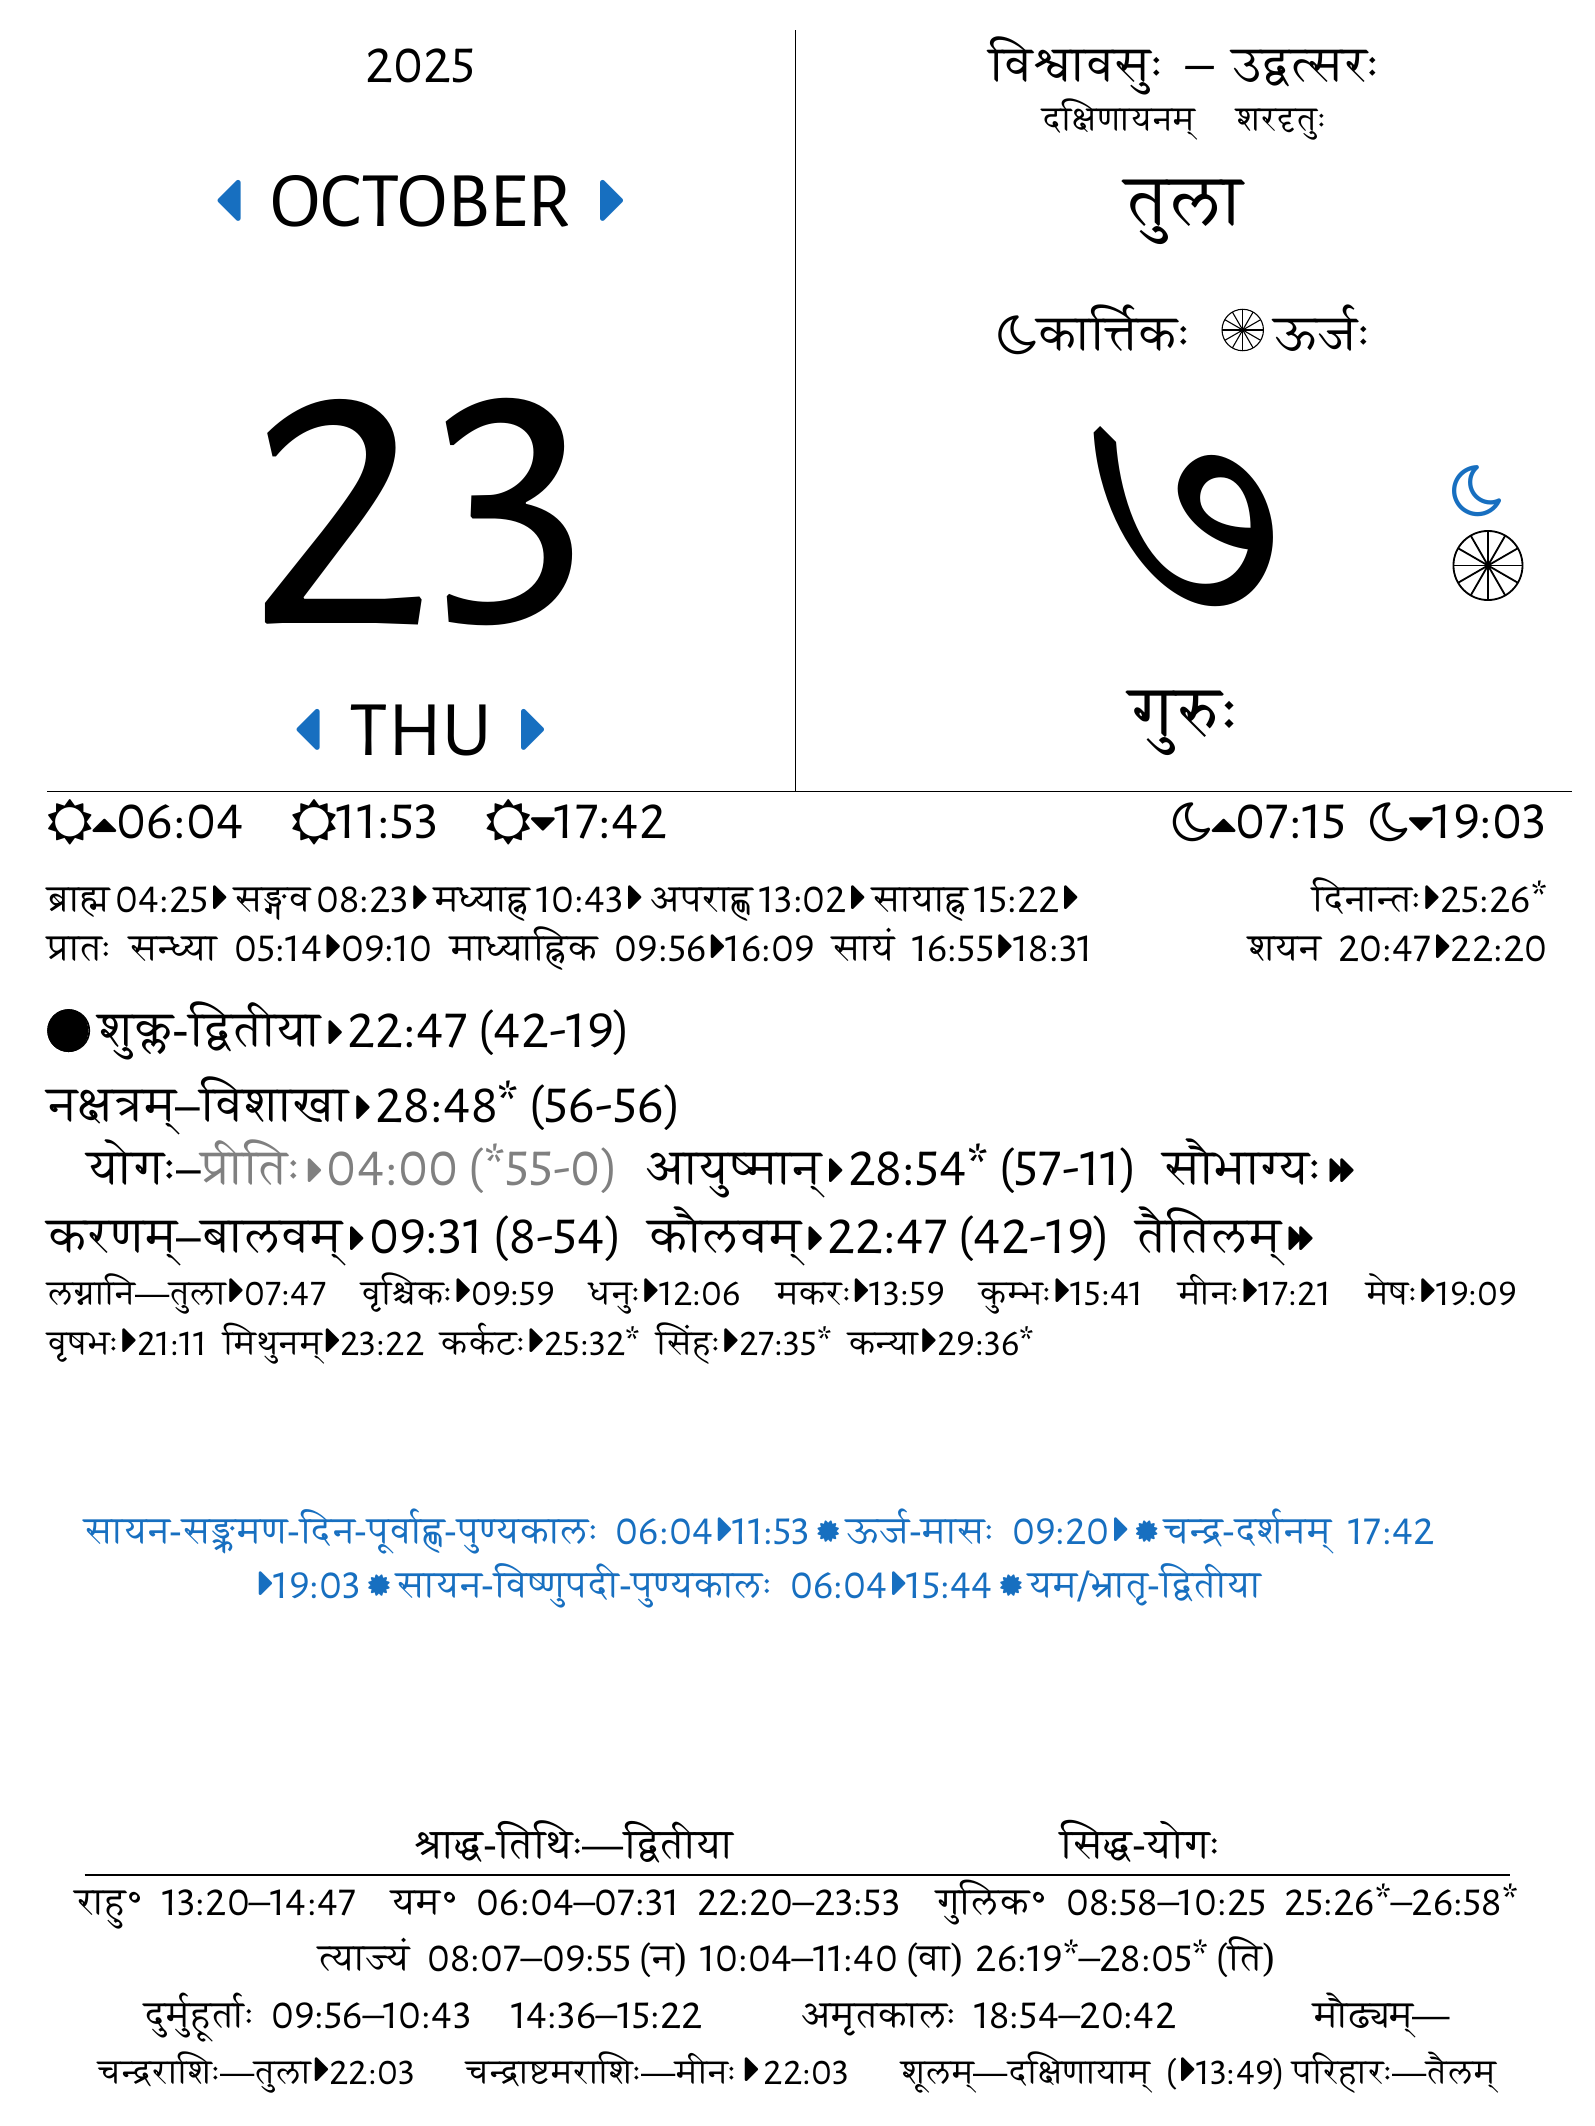 2025
OCTOBER
23
THU
विश्वावसुः – उद्वत्सरः
दक्षिणायनम् शरदृतुः
तुला
कार्त्तिकः ऊर्जः
७
गुरुः
06:04 11:53 17:42 07:15 19:03
ब्राह्म 04:25 सङ्गव 08:23 मध्याह्न 10:43 अपराह्ण 13:02 सायाह्न 15:22 दिनान्तः 25:26*
प्रातः सन्ध्या 05:14 09:10 माध्याह्निक 09:56 16:09 सायं 16:55 18:31 शयन 20:47 22:20
शुक्ल-द्वितीया 22:47 (42-19)
नक्षत्रम्–विशाखा 28:48* (56-56)
योगः–प्रीतिः 04:00 (*55-0) आयुष्मान् 28:54* (57-11) सौभाग्यः
करणम्–बालवम् 09:31 (8-54) कौलवम् 22:47 (42-19) तैतिलम्
लग्नानि—तुला 07:47 वृश्चिकः 09:59 धनुः 12:06 मकरः 13:59 कुम्भः 15:41 मीनः 17:21 मेषः 19:09
वृषभः 21:11 मिथुनम् 23:22 कर्कटः 25:32* सिंहः 27:35* कन्या 29:36*
सायन-सङ्क्रमण-दिन-पूर्वाह्ण-पुण्यकालः 06:04 11:53 ऊर्ज-मासः 09:20 चन्द्र-दर्शनम् 17:42
19:03 सायन-विष्णुपदी-पुण्यकालः 06:04 15:44 यम/भ्रातृ-द्वितीया
श्राद्ध-तिथिः—द्वितीया सिद्ध-योगः
राहु॰ 13:20–14:47 यम॰ 06:04–07:31 22:20–23:53 गुलिक॰ 08:58–10:25 25:26*–26:58*
त्याज्यं 08:07–09:55 (न) 10:04–11:40 (वा) 26:19*–28:05* (ति)
दुर्मुहूर्ताः 09:56–10:43 14:36–15:22 अमृतकालः 18:54–20:42 मौढ्यम्—
चन्द्रराशिः—तुला 22:03 चन्द्राष्टमराशिः—मीनः 22:03 शूलम्—दक्षिणायाम् ( 13:49) परिहारः—तैलम्